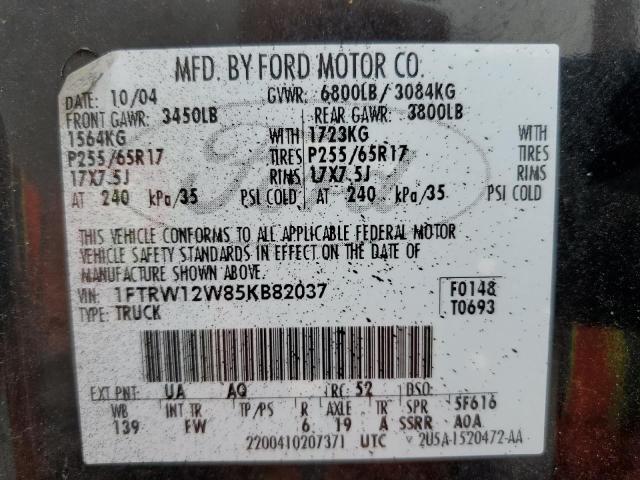 MFD. BY FORD MOTOR CO.
DATE: 10/04 GVWR: 6800LB/ 3084KG
FRONT GAWR: 3450LB REAR GAWR: 3800LB
1564KG WITH 1723KG WITH
P255/65R17 TIRES P255/65R17 TIRES
17X7.5J RIMS 17X7.5J RIMS
AT 240 kPa/35 PSI COLD AT 240 kPa/35 PSI COLD
Ford
THIS VEHICLE CONFORMS TO ALL APPLICABLE FEDERAL MOTOR
VEHICLE SAFETY STANDARDS IN EFFECT ON THE DATE OF
MANUFACTURE SHOWN ABOVE.
VIN: 1FTRW12W85KB82037 F0148
TYPE: TRUCK T0693
EXT PNT: UA AQ RC: 52 DSO:
WB INT TR TP/PS R AXLE TR SPR 5F616
139 FW 6 19 A SSRR AOA
2200410207371 UTC 2U5A-1520472-AA